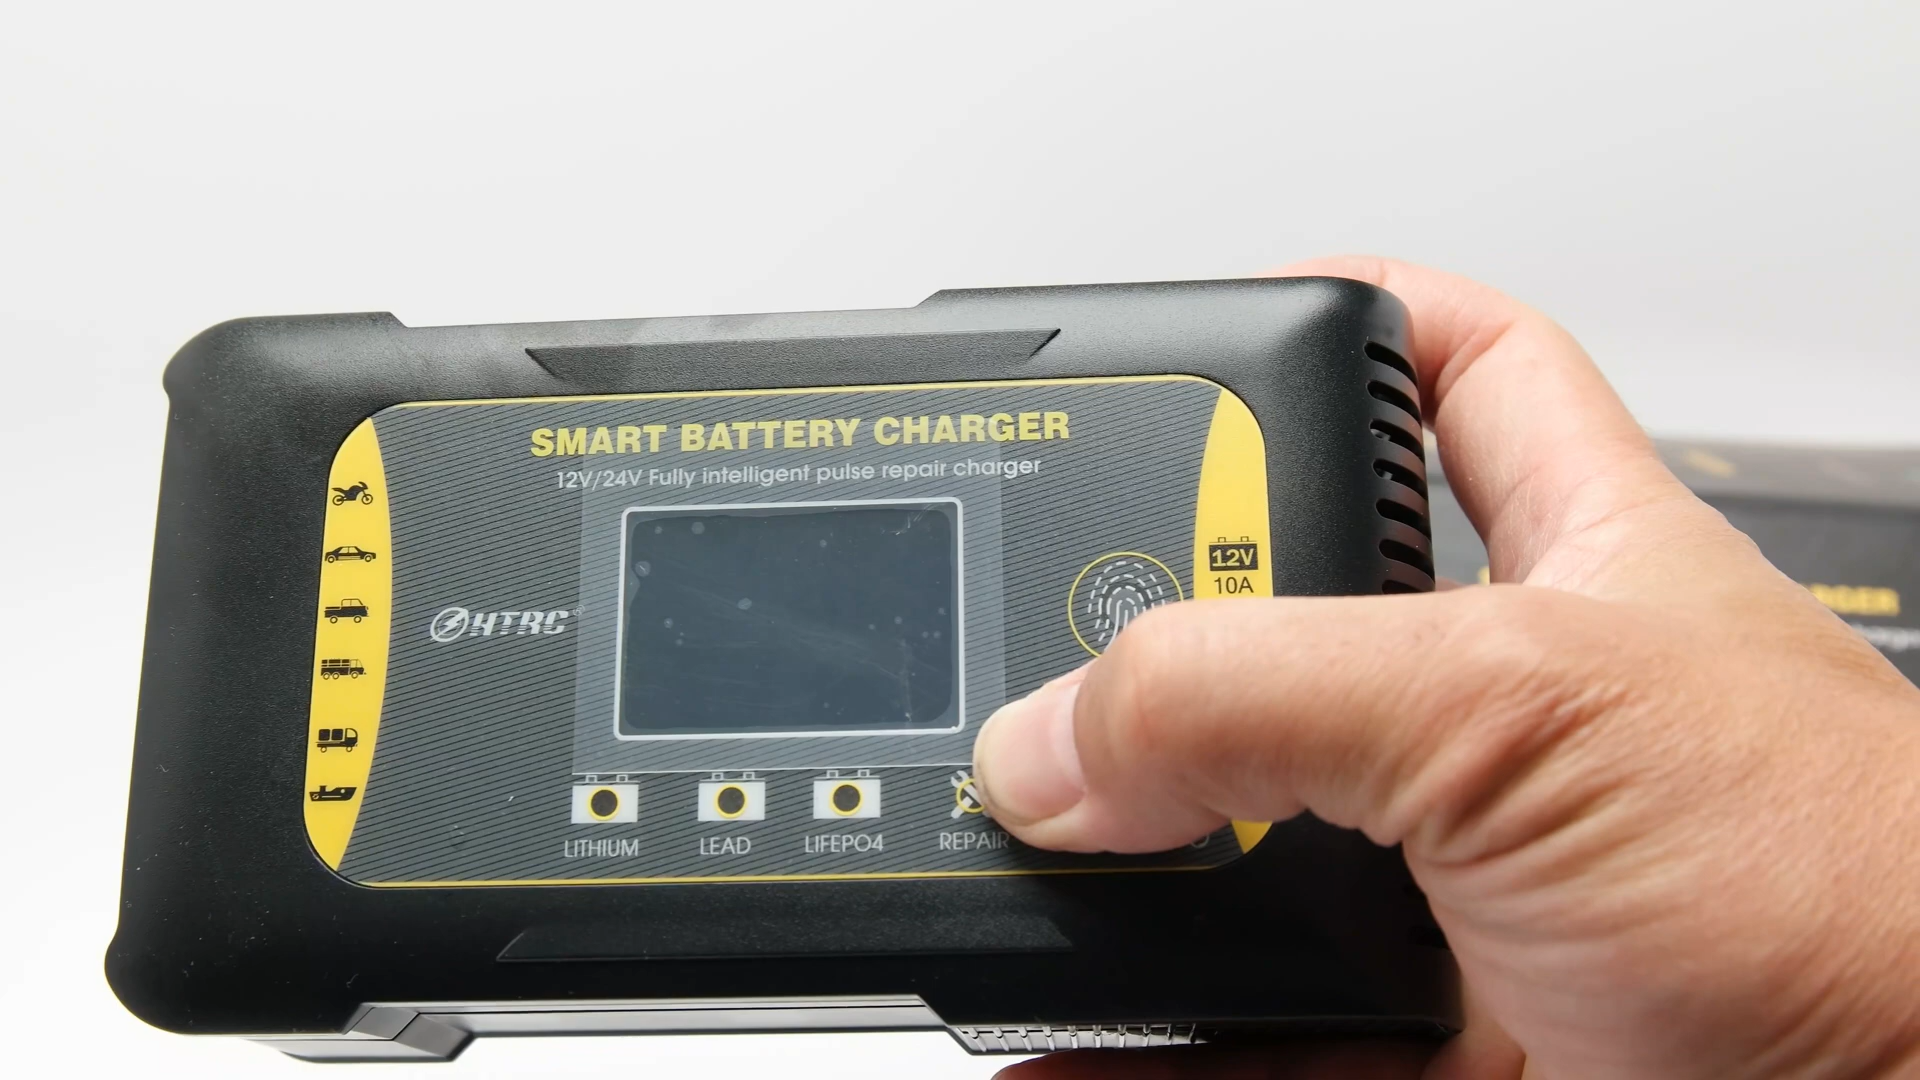 SMART BATTERY CHARGER
12V/24V Fully intelligent pulse repair charger
HTRC®
12V
10A
LITHIUM
LEAD
LIFEPO4
REPAIR